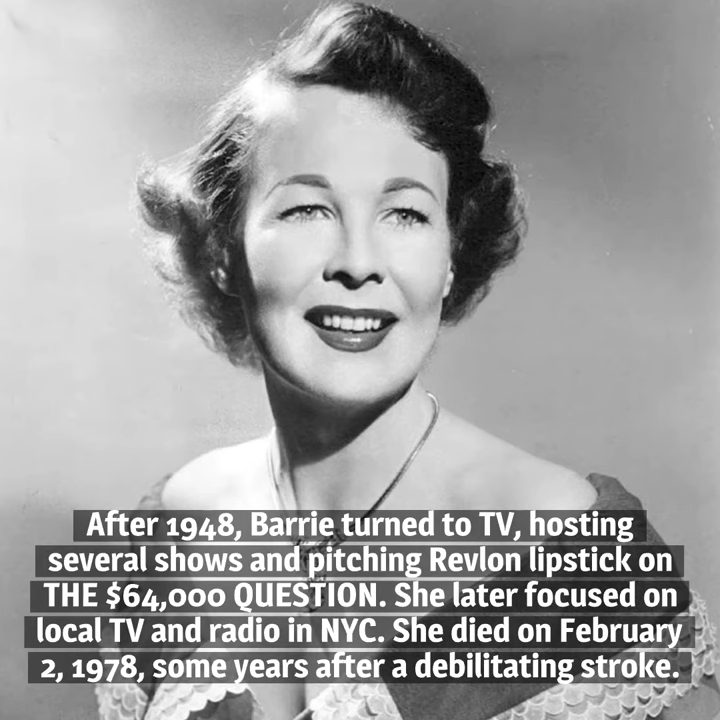 After 1948, Barrie turned to TV, hosting
several shows and pitching Revlon lipstick on
THE $64,000 QUESTION. She later focused on
local TV and radio in NYC. She died on February
2, 1978, some years after a debilitating stroke.